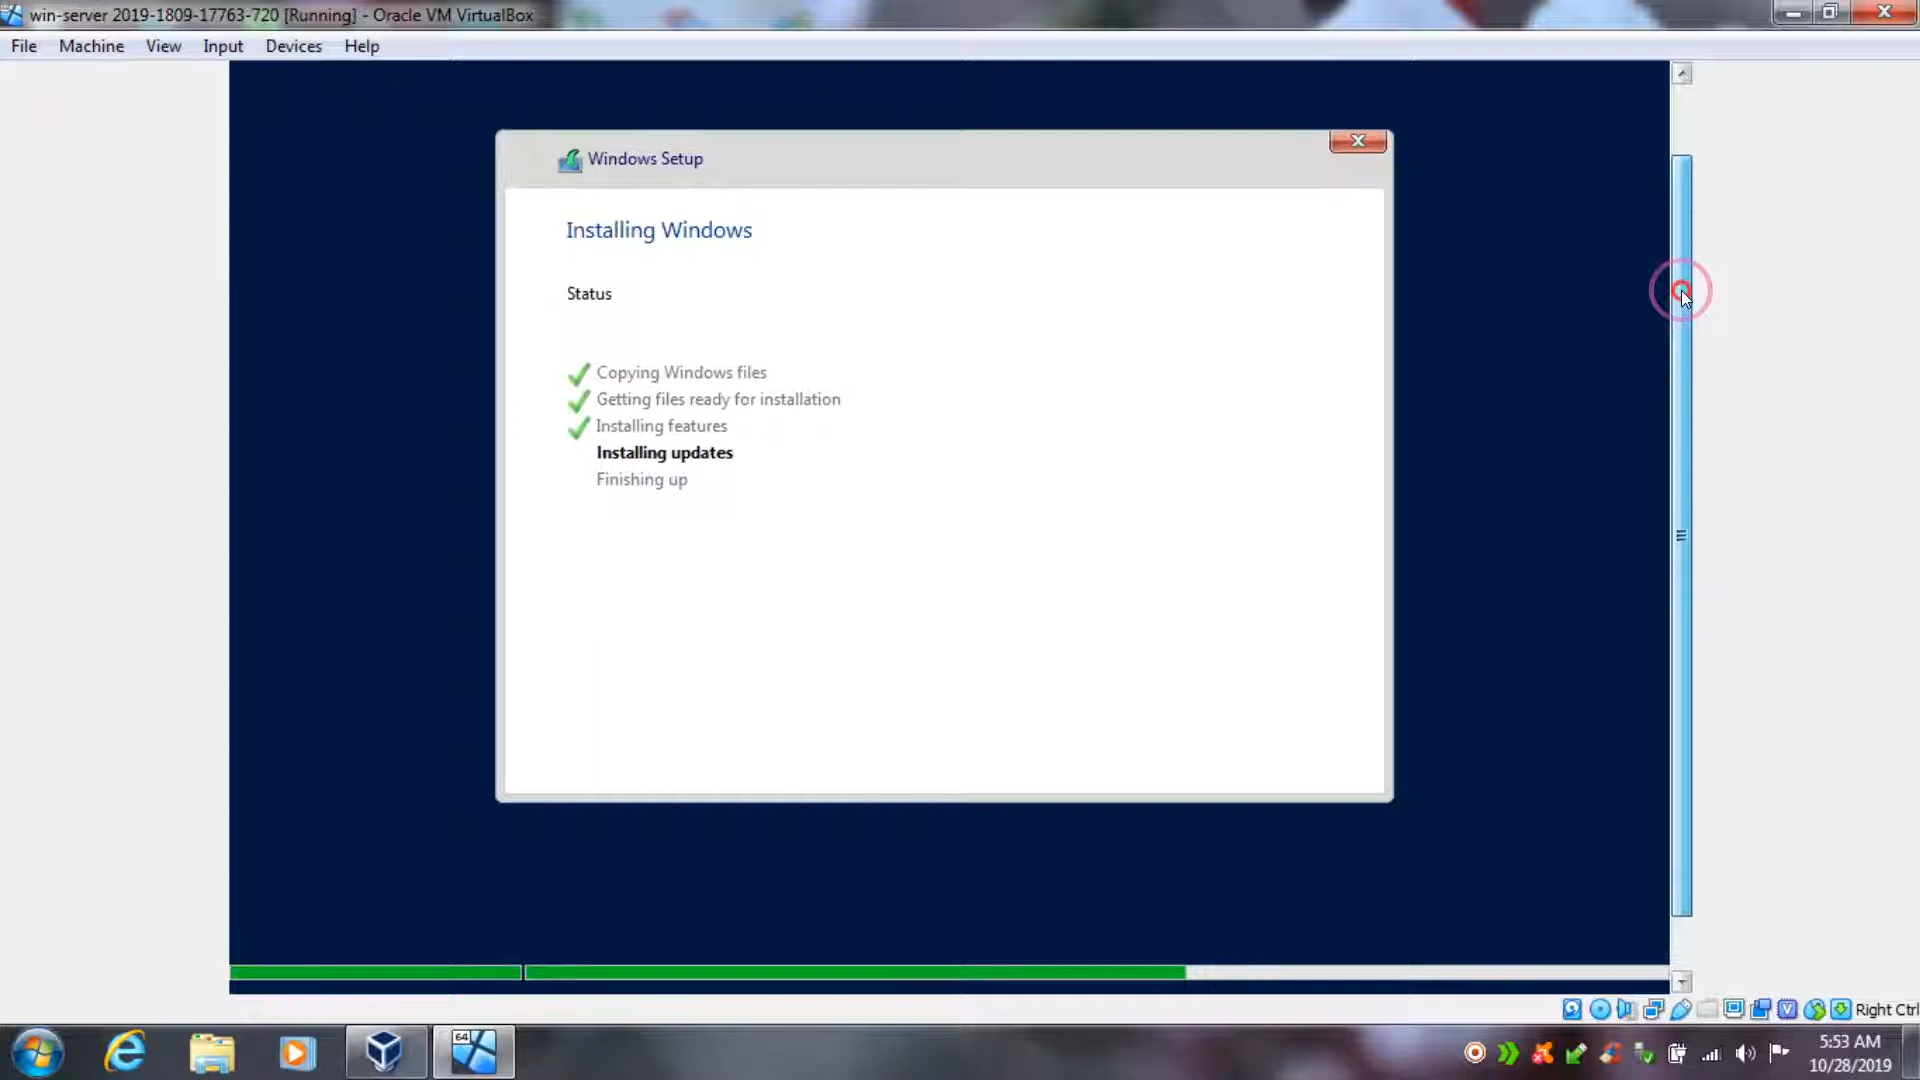 win-server 2019-1809-17763-720 [Running] - Oracle VM VirtualBox
File Machine View Input Devices Help
Windows Setup
Installing Windows
Status
Copying Windows files
Getting files ready for installation
Installing features
Installing updates
Finishing up
Right Ctrl
64
5:53 AM
10/28/2019